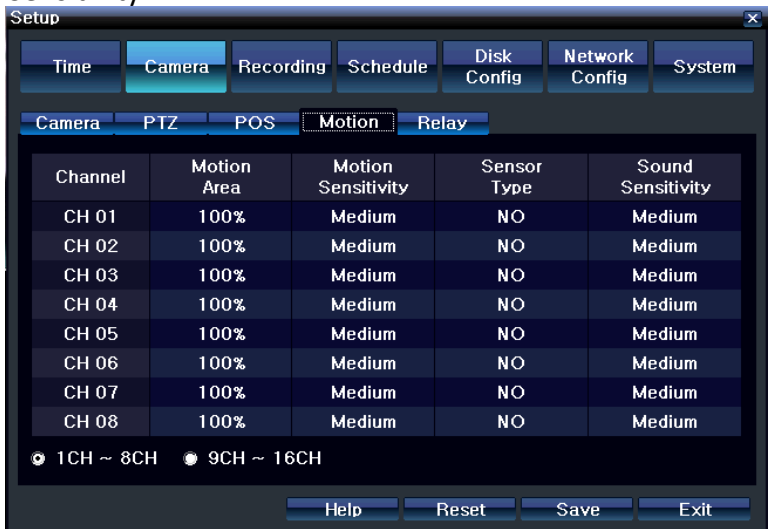 Setup
Time Camera Recording Schedule Disk Config Network Config System
Camera PTZ POS Motion Relay
Channel Motion Area Motion Sensitivity Sensor Type Sound Sensitivity
CH 01 100% Medium NO Medium
CH 02 100% Medium NO Medium
CH 03 100% Medium NO Medium
CH 04 100% Medium NO Medium
CH 05 100% Medium NO Medium
CH 06 100% Medium NO Medium
CH 07 100% Medium NO Medium
CH 08 100% Medium NO Medium
1CH ~ 8CH 9CH ~ 16CH
Help Reset Save Exit